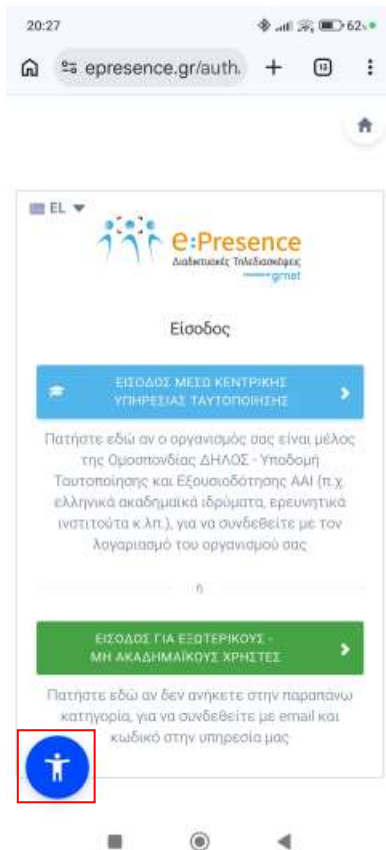 20:27
62
epresence.gr/auth.
EL
e:Presence
Διαδικτυακές Τηλεδιασκέψεις
grnet
Είσοδος
ΕΙΣΟΔΟΣ ΜΕΣΩ ΚΕΝΤΡΙΚΗΣ
ΥΠΗΡΕΣΙΑΣ ΤΑΥΤΟΠΟΙΗΣΗΣ
Πατήστε εδώ αν ο οργανισμός σας είναι μέλος
της Ομοσπονδίας ΔΗΛΟΣ - Υποδομή
Ταυτοποίησης και Εξουσιοδότησης ΑΑΙ (π.χ.
ελληνικά ακαδημαϊκά ιδρύματα, ερευνητικά
ινστιτούτα κ.λπ.), για να συνδεθείτε με τον
λογαριασμό του οργανισμού σας
ή
ΕΙΣΟΔΟΣ ΓΙΑ ΕΞΩΤΕΡΙΚΟΥΣ -
ΜΗ ΑΚΑΔΗΜΑΪΚΟΥΣ ΧΡΗΣΤΕΣ
Πατήστε εδώ αν δεν ανήκετε στην παραπάνω
κατηγορία, για να συνδεθείτε με email και
κωδικό στην υπηρεσία μας